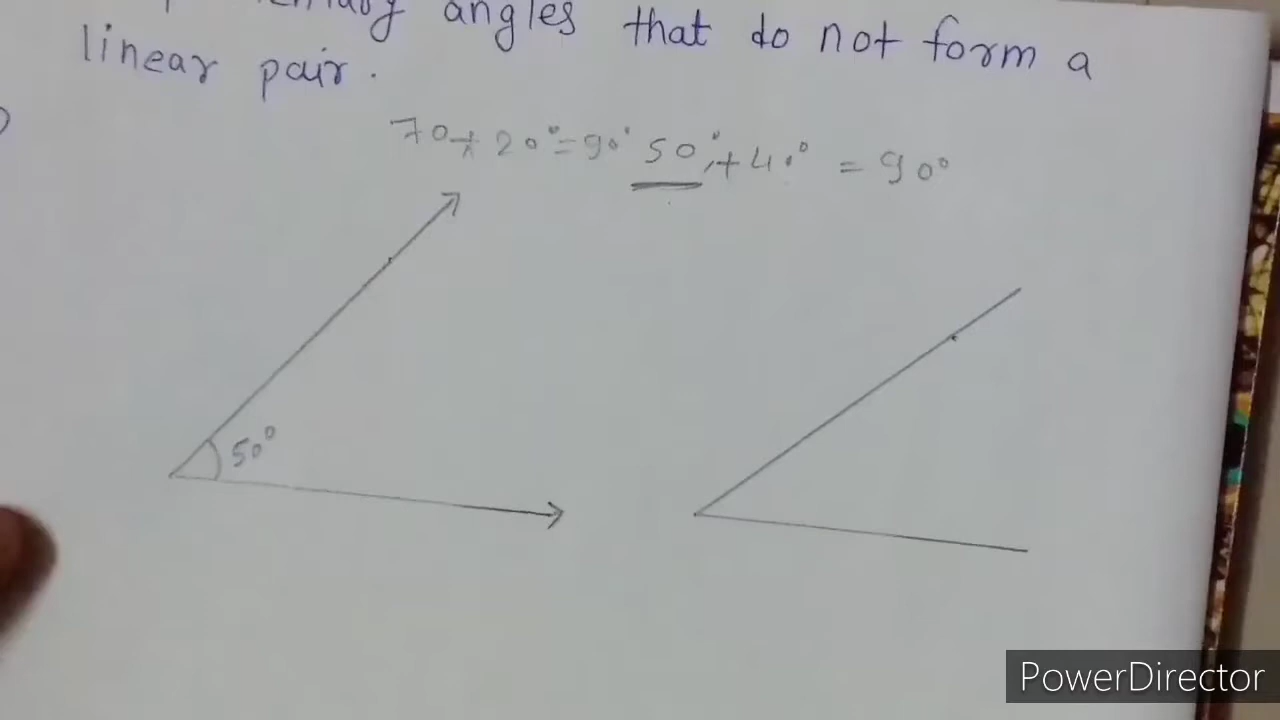 angles that do not form a
linear pair.
70+20°=90° 50°+40° = 90°
50°
PowerDirector